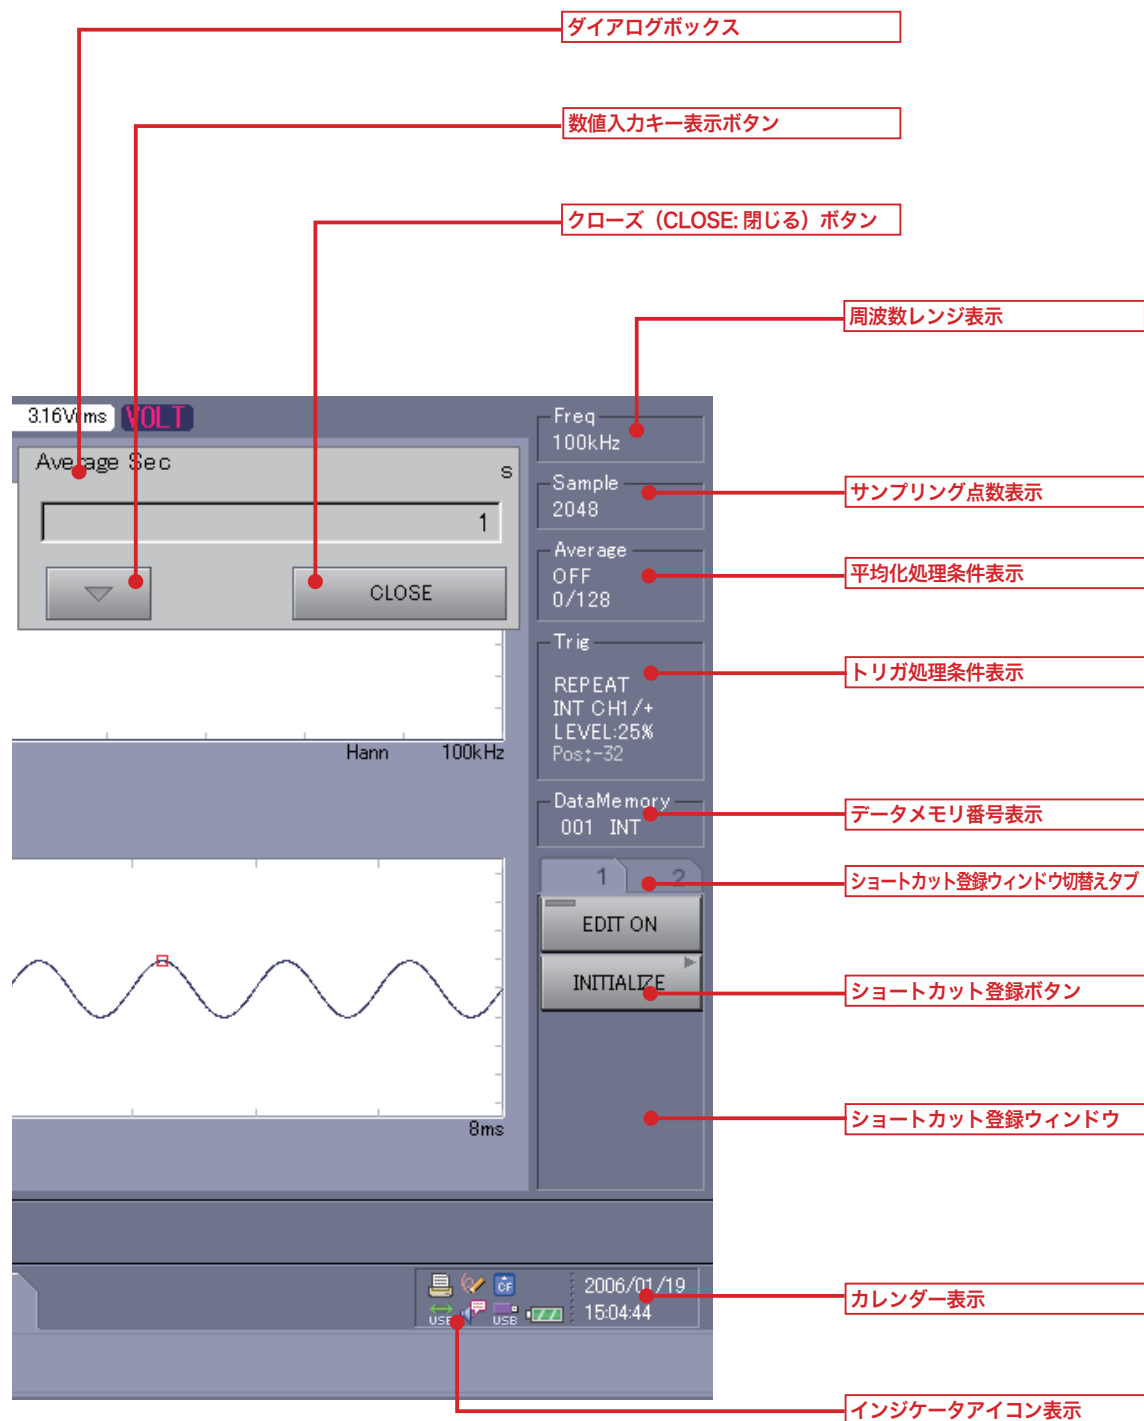 ダイアログボックス
数値入力キー表示ボタン
クローズ（CLOSE: 閉じる）ボタン
周波数レンジ表示
3.16Vrms VOLT
Average Sec
s
1
CLOSE
Freq
100kHz
Sample
2048
サンプリング点数表示
Average
OFF
0/128
平均化処理条件表示
Trig
REPEAT
INT CH1/+
LEVEL:25%
Pos:-32
トリガ処理条件表示
Hann 100kHz
DataMemory
001 INT
データメモリ番号表示
1 2
ショートカット登録ウィンドウ切替えタブ
EDIT ON
INITIALIZE
ショートカット登録ボタン
ショートカット登録ウィンドウ
8ms
CF
USB
USB
2006/01/19
15:04:44
カレンダー表示
インジケータアイコン表示